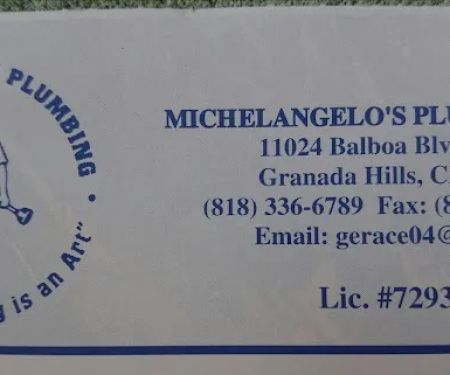 PLUMBING
is an Art"
MICHELANGELO'S PLU
11024 Balboa Blv
Granada Hills, C
(818) 336-6789 Fax: (8
Email: gerace04@
Lic. #7293